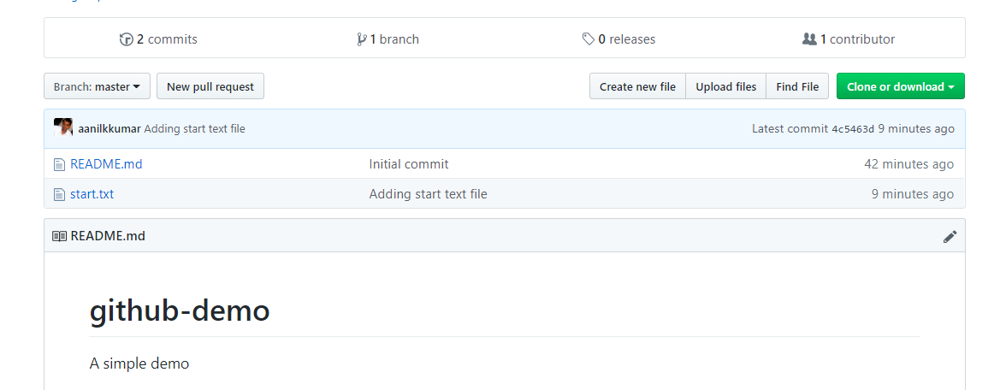 2 commits 1 branch 0 releases 1 contributor
Branch: master New pull request Create new file Upload files Find File Clone or download
aanilkkumar Adding start text file Latest commit 4c5463d 9 minutes ago
README.md Initial commit 42 minutes ago
start.txt Adding start text file 9 minutes ago
README.md
github-demo
A simple demo